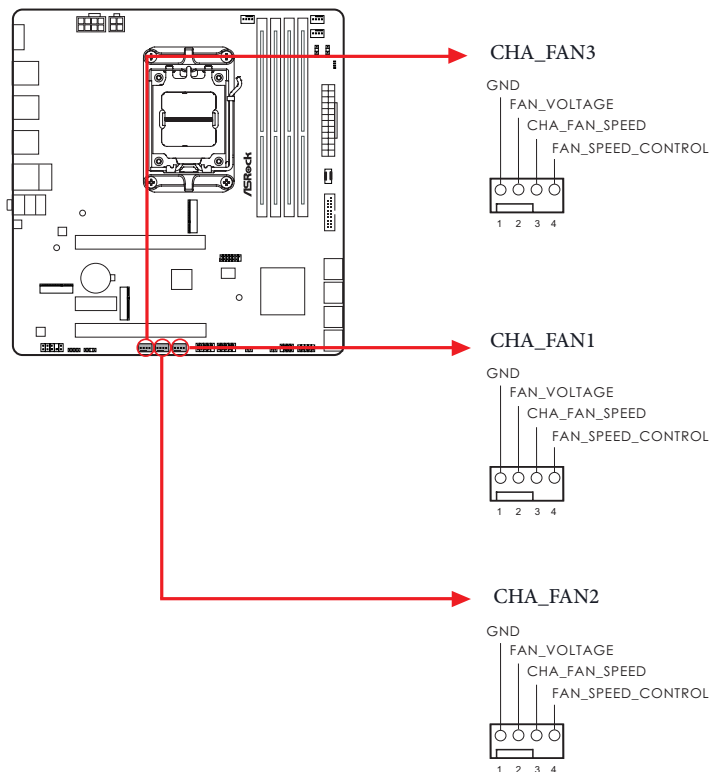 ASRock
CHA_FAN3
GND
FAN_VOLTAGE
CHA_FAN_SPEED
FAN_SPEED_CONTROL
1 2 3 4
CHA_FAN1
GND
FAN_VOLTAGE
CHA_FAN_SPEED
FAN_SPEED_CONTROL
1 2 3 4
CHA_FAN2
GND
FAN_VOLTAGE
CHA_FAN_SPEED
FAN_SPEED_CONTROL
1 2 3 4